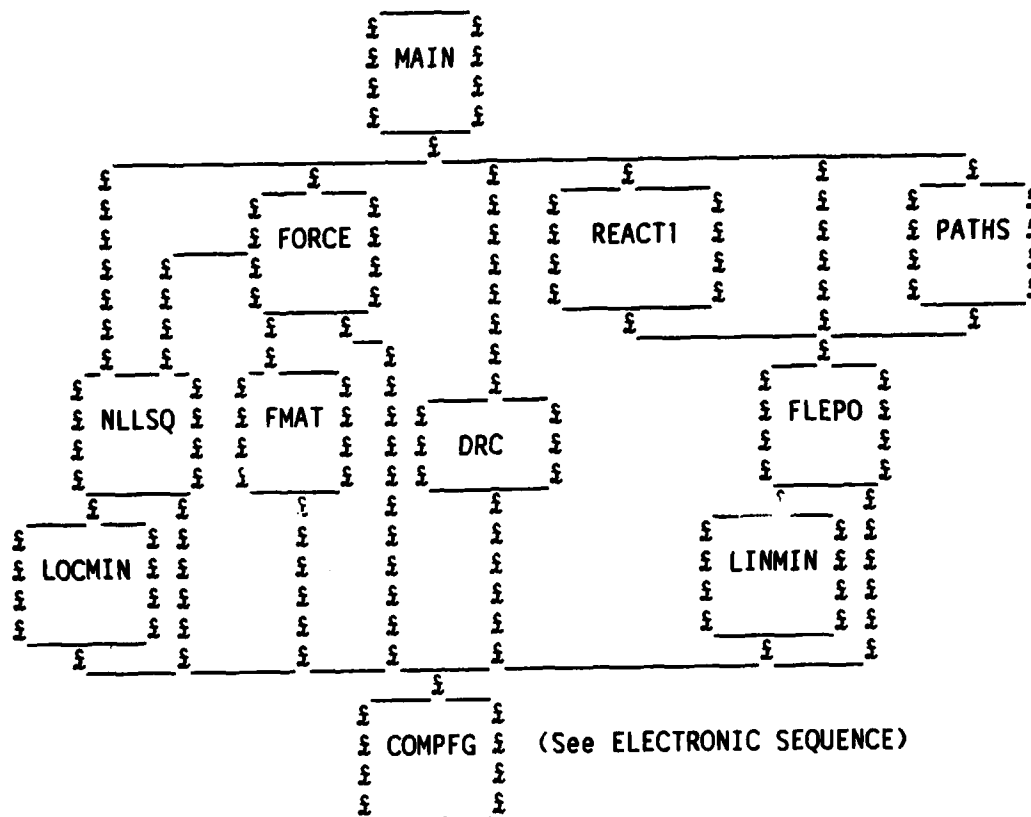 MAIN
FORCE
REACT1
PATHS
NLLSQ
FMAT
DRC
FLEPO
LOCMIN
LINMIN
COMPFG (See ELECTRONIC SEQUENCE)